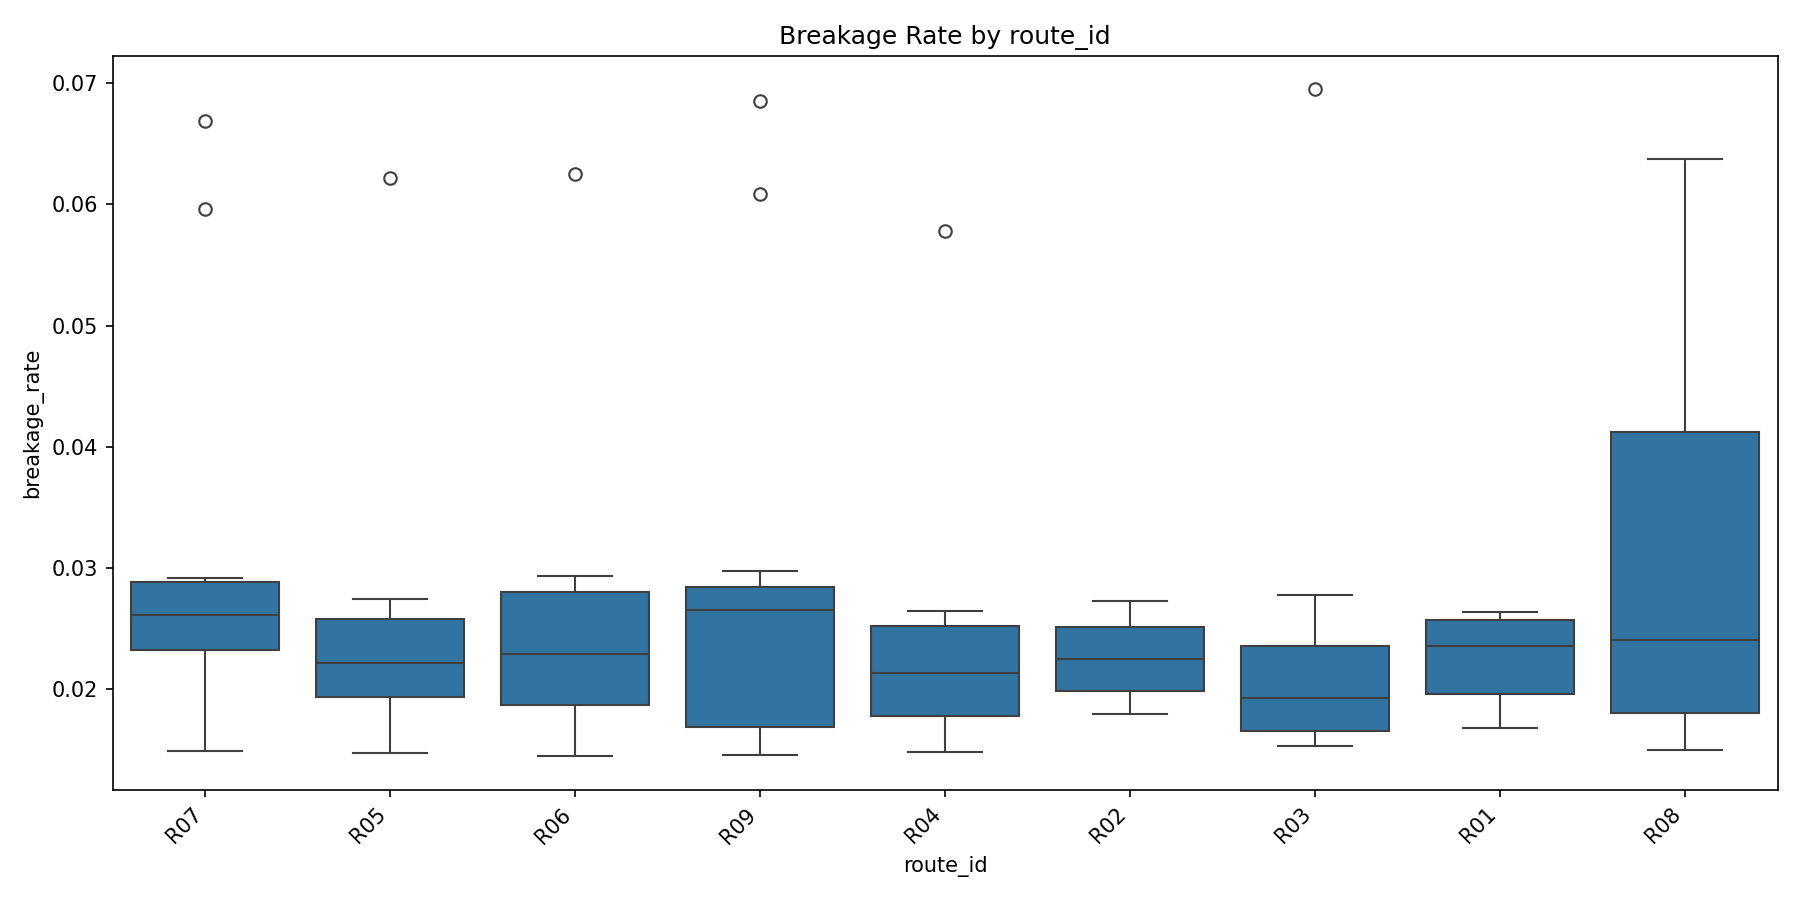 Breakage Rate by route_id
breakage_rate
0.07
0.06
0.05
0.04
0.03
0.02
R07
R05
R06
R09
R04
R02
R03
R01
R08
route_id